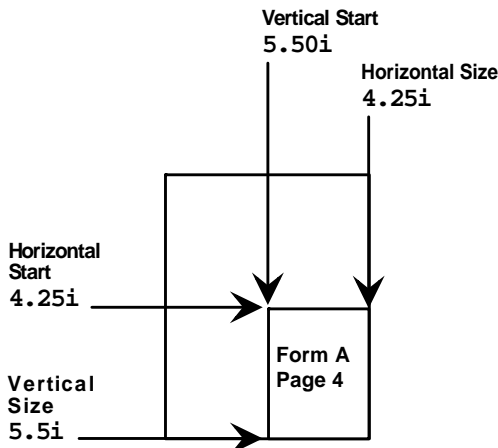 Vertical Start
5.50i
Horizontal Size
4.25i
Horizontal
Start
4.25i
Form A
Page 4
Vertical
Size
5.5i